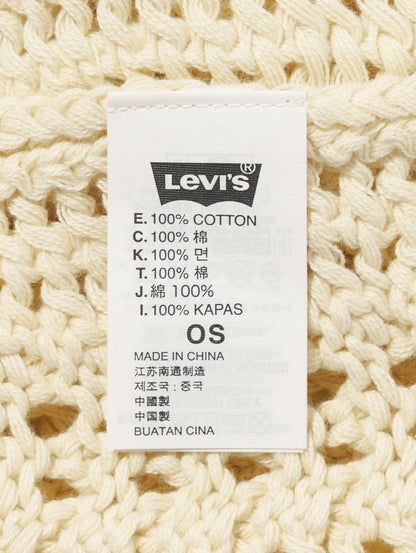 Levi's®
E. 100% COTTON
C. 100% 棉
K. 100% 면
T. 100% 棉
J. 綿 100%
I. 100% KAPAS
OS
MADE IN CHINA
江苏南通制造
제조국 : 중국
中國製
中国製
BUATAN CINA